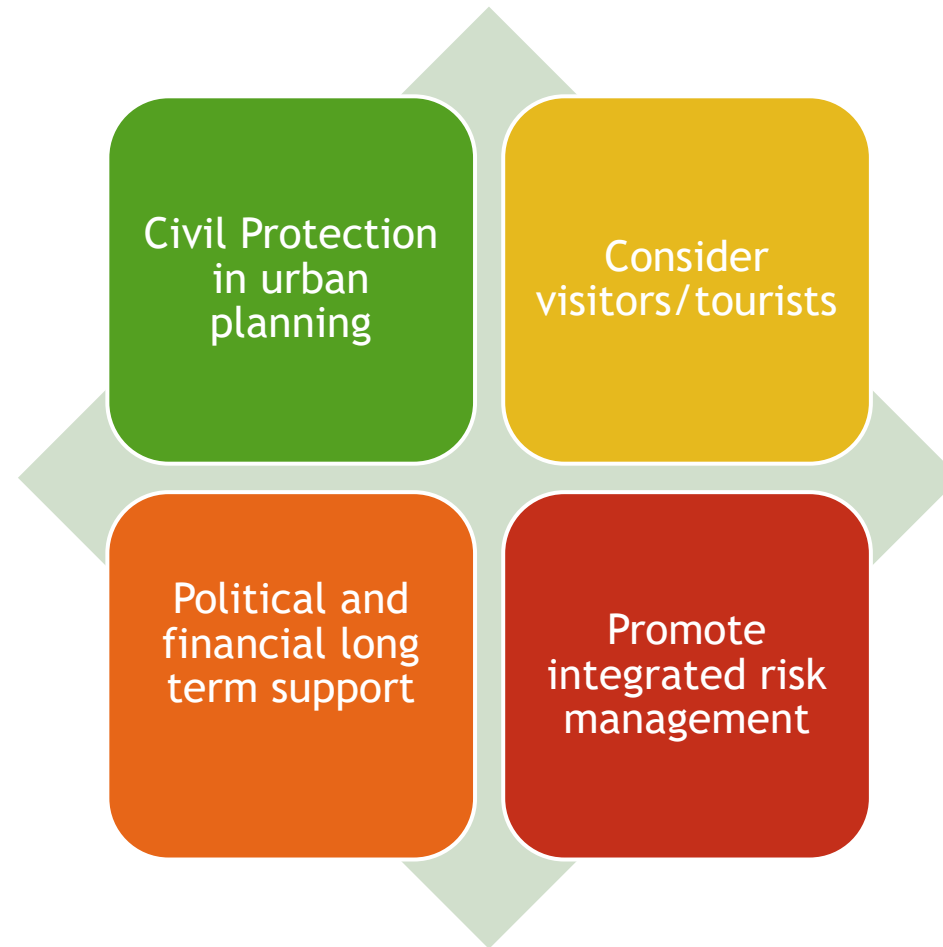 Civil Protection
in urban
planning
Consider
visitors/tourists
Political and
financial long
term support
Promote
integrated risk
management